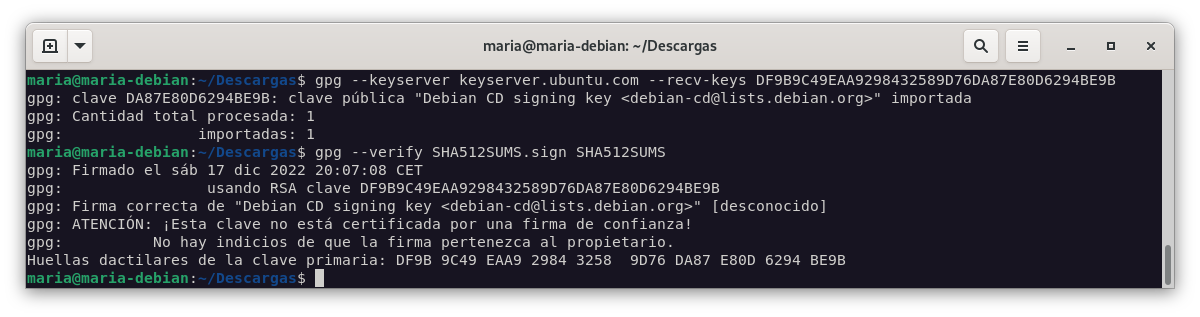 maria@maria-debian: ~/Descargas
maria@maria-debian:~/Descargas$ gpg --keyserver keyserver.ubuntu.com --recv-keys DF9B9C49EAA9298432589D76DA87E80D6294BE9B
gpg: clave DA87E80D6294BE9B: clave pública "Debian CD signing key <debian-cd@lists.debian.org>" importada
gpg: Cantidad total procesada: 1
gpg:               importadas: 1
maria@maria-debian:~/Descargas$ gpg --verify SHA512SUMS.sign SHA512SUMS
gpg: Firmado el sáb 17 dic 2022 20:07:08 CET
gpg:                usando RSA clave DF9B9C49EAA9298432589D76DA87E80D6294BE9B
gpg: Firma correcta de "Debian CD signing key <debian-cd@lists.debian.org>" [desconocido]
gpg: ATENCIÓN: ¡Esta clave no está certificada por una firma de confianza!
gpg:          No hay indicios de que la firma pertenezca al propietario.
Huellas dactilares de la clave primaria: DF9B 9C49 EAA9 2984 3258  9D76 DA87 E80D 6294 BE9B
maria@maria-debian:~/Descargas$